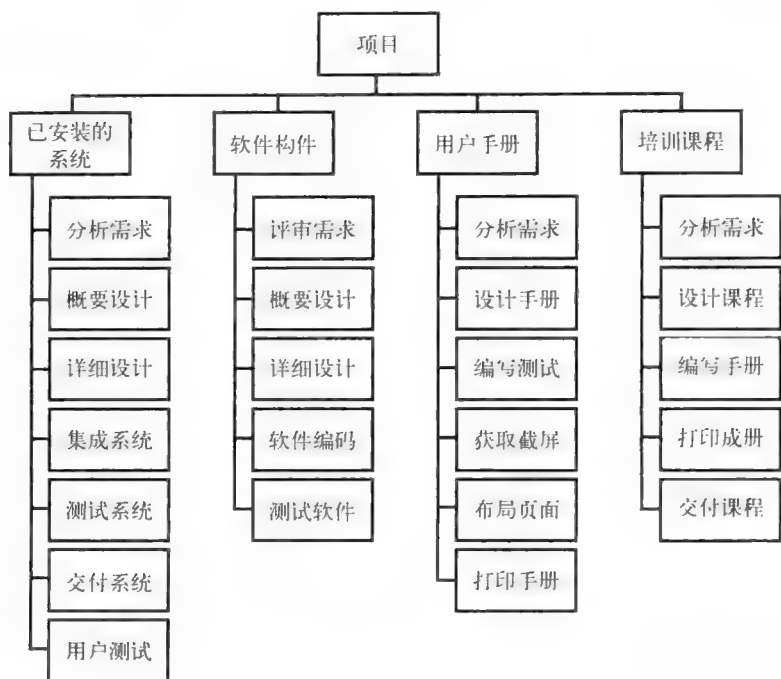 项目
已安装的
系统
软件构件
用户手册
培训课程
分析需求
评审需求
分析需求
分析需求
概要设计
概要设计
设计手册
设计课程
详细设计
详细设计
编写测试
编写手册
集成系统
软件编码
获取截屏
打印成册
测试系统
测试软件
布局页面
交付课程
交付系统
打印手册
用户测试